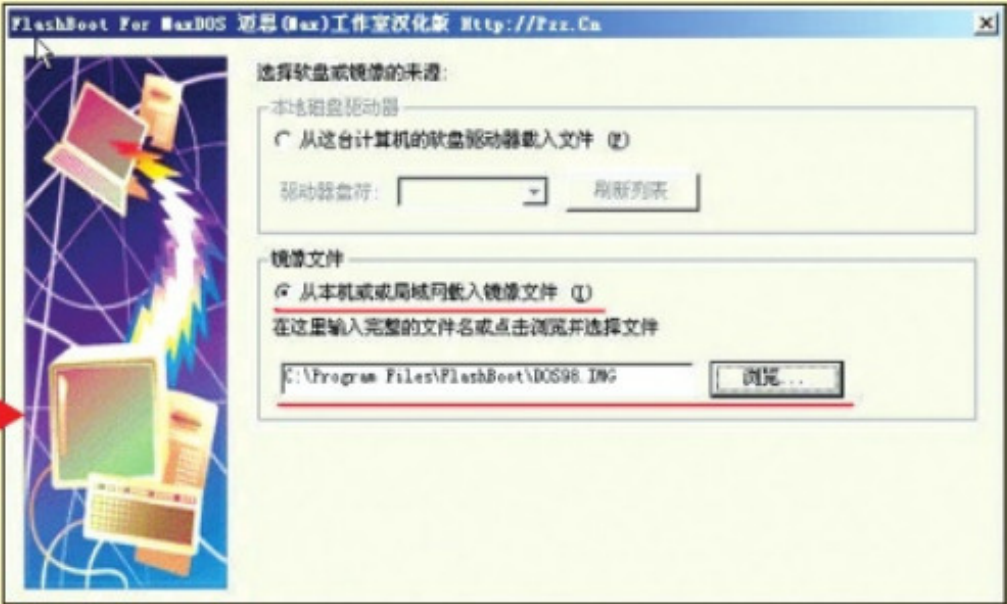 FlashBoot For MaxDOS 迈思(Max)工作室汉化版 Http://Pzz.Cn
选择软盘或镜像的来源:
本地磁盘驱动器
从这台计算机的软盘驱动器载入文件 (F)
驱动器盘符:
刷新列表
镜像文件
从本机或或局域网载入镜像文件 (I)
在这里输入完整的文件名或点击浏览并选择文件
C:\Program Files\FlashBoot\DOS98.IMG
浏览...